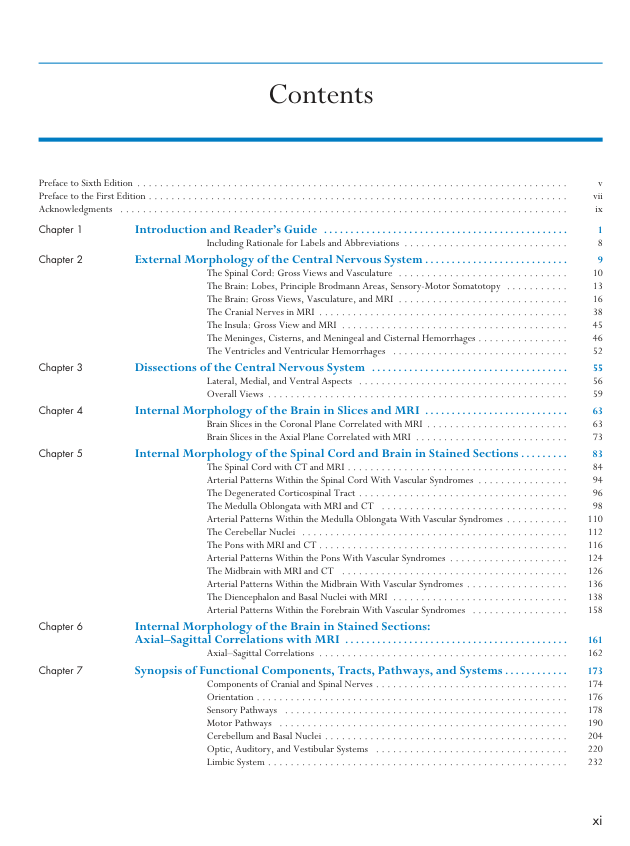 Contents
Preface to Sixth Edition . . . . . . . . . . v
Preface to the First Edition . . . . . . . . . . vii
Acknowledgments . . . . . . . . . . ix
Chapter 1 Introduction and Reader's Guide . . . . . . . . . . 1
Including Rationale for Labels and Abbreviations . . . . . . . . . . 8
Chapter 2 External Morphology of the Central Nervous System . . . . . . . . . . 9
The Spinal Cord: Gross Views and Vasculature . . . . . . . . . . 10
The Brain: Lobes, Principle Brodmann Areas, Sensory-Motor Somatotopy . . . . . . . . . . 13
The Brain: Gross Views, Vasculature, and MRI . . . . . . . . . . 16
The Cranial Nerves in MRI . . . . . . . . . . 38
The Insula: Gross View and MRI . . . . . . . . . . 45
The Meninges, Cisterns, and Meningeal and Cisternal Hemorrhages . . . . . . . . . . 46
The Ventricles and Ventricular Hemorrhages . . . . . . . . . . 52
Chapter 3 Dissections of the Central Nervous System . . . . . . . . . . 55
Lateral, Medial, and Ventral Aspects . . . . . . . . . . 56
Overall Views . . . . . . . . . . 59
Chapter 4 Internal Morphology of the Brain in Slices and MRI . . . . . . . . . . 63
Brain Slices in the Coronal Plane Correlated with MRI . . . . . . . . . . 63
Brain Slices in the Axial Plane Correlated with MRI . . . . . . . . . . 73
Chapter 5 Internal Morphology of the Spinal Cord and Brain in Stained Sections . . . . . . . . . 83
The Spinal Cord with CT and MRI . . . . . . . . . . 84
Arterial Patterns Within the Spinal Cord With Vascular Syndromes . . . . . . . . . . 94
The Degenerated Corticospinal Tract . . . . . . . . . . 96
The Medulla Oblongata with MRI and CT . . . . . . . . . . 98
Arterial Patterns Within the Medulla Oblongata With Vascular Syndromes . . . . . . . . . . 110
The Cerebellar Nuclei . . . . . . . . . . 112
The Pons with MRI and CT . . . . . . . . . . 116
Arterial Patterns Within the Pons With Vascular Syndromes . . . . . . . . . . 124
The Midbrain with MRI and CT . . . . . . . . . . 126
Arterial Patterns Within the Midbrain With Vascular Syndromes . . . . . . . . . . 136
The Diencephalon and Basal Nuclei with MRI . . . . . . . . . . 138
Arterial Patterns Within the Forebrain With Vascular Syndromes . . . . . . . . . . 158
Chapter 6 Internal Morphology of the Brain in Stained Sections:
Axial–Sagittal Correlations with MRI . . . . . . . . . . 161
Axial–Sagittal Correlations . . . . . . . . . . 162
Chapter 7 Synopsis of Functional Components, Tracts, Pathways, and Systems . . . . . . . . . . 173
Components of Cranial and Spinal Nerves . . . . . . . . . . 174
Orientation . . . . . . . . . . 176
Sensory Pathways . . . . . . . . . . 178
Motor Pathways . . . . . . . . . . 190
Cerebellum and Basal Nuclei . . . . . . . . . . 204
Optic, Auditory, and Vestibular Systems . . . . . . . . . . 220
Limbic System . . . . . . . . . . 232
xi